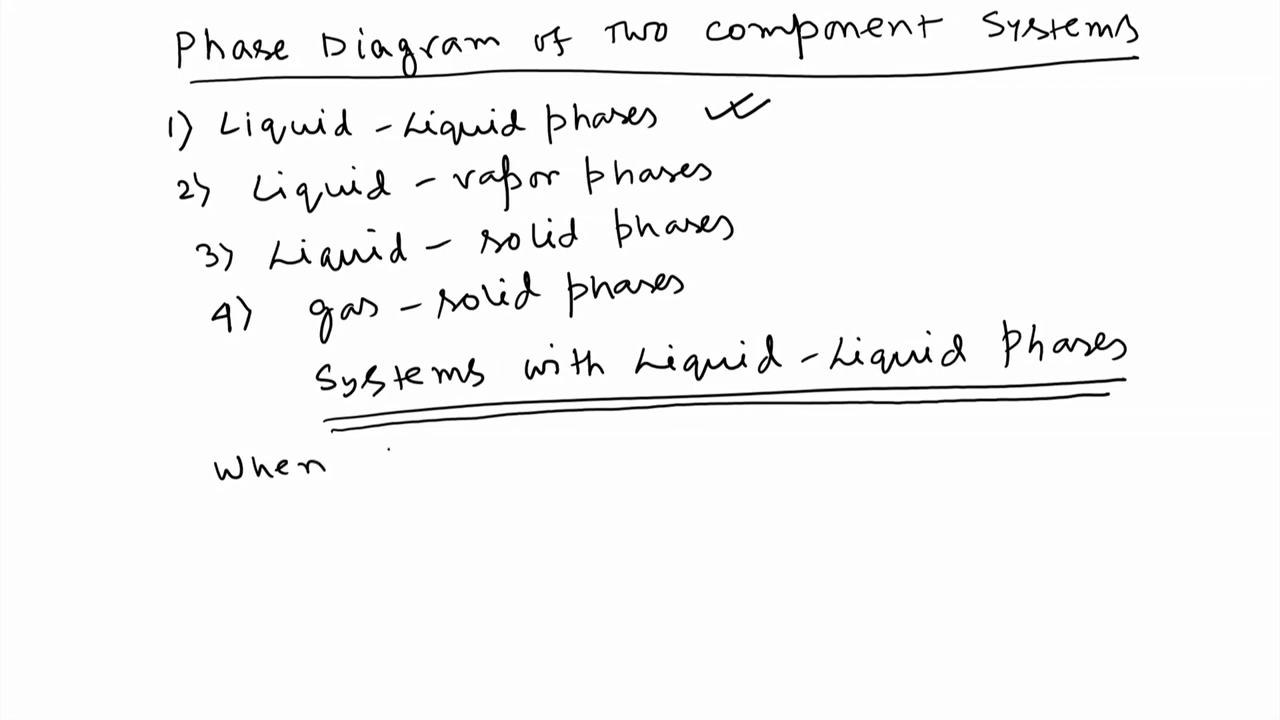 Phase Diagram of Two component Systems
1) Liquid - Liquid phases
2) Liquid - vapor phases
3) Liquid - solid phases
4) gas - solid phases
Systems with Liquid - Liquid phases
When